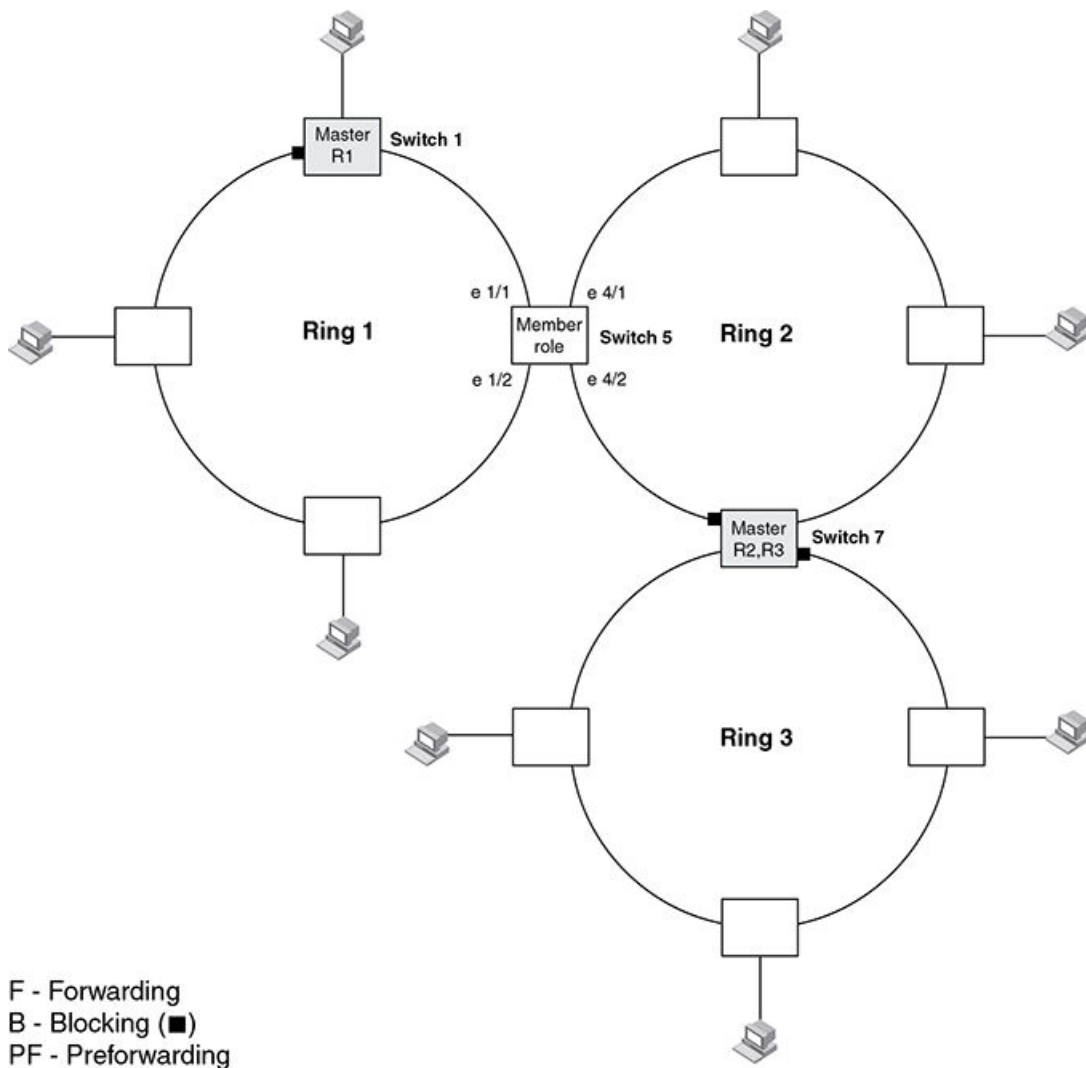 Master
R1
Switch 1
e 1/1
e 4/1
Ring 1
Member
role
Switch 5
Ring 2
e 1/2
e 4/2
Master
R2,R3
Switch 7
Ring 3
F - Forwarding
B - Blocking (■)
PF - Preforwarding